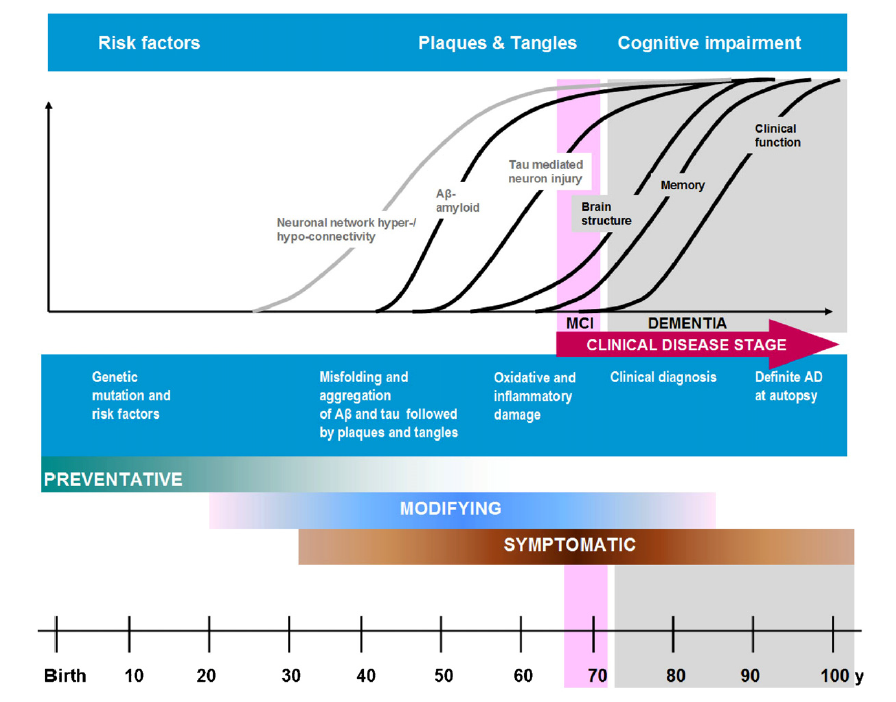 Risk factors
Plaques & Tangles
Cognitive impairment
Clinical
function
Tau mediated
neuron injury
Aβ-
amyloid
Memory
Brain
structure
Neuronal network hyper-/
hypo-connectivity
MCI
DEMENTIA
CLINICAL DISEASE STAGE
Genetic
mutation and
risk factors
Misfolding and
aggregation
of Aβ and tau followed
by plaques and tangles
Oxidative and
inflammatory
damage
Clinical diagnosis
Definite AD
at autopsy
PREVENTATIVE
MODIFYING
SYMPTOMATIC
Birth 10 20 30 40 50 60 70 80 90 100 y